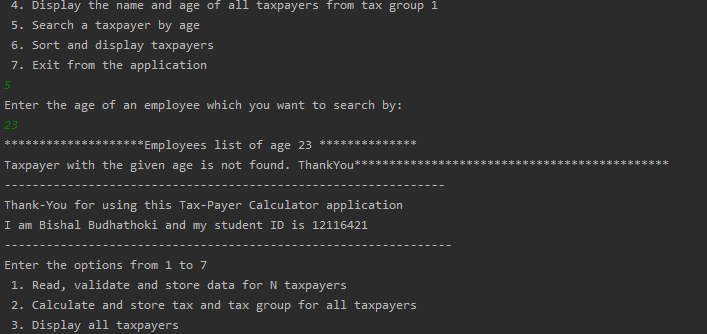 4. Display the name and age of all taxpayers from tax group 1
5. Search a taxpayer by age
6. Sort and display taxpayers
7. Exit from the application
5
Enter the age of an employee which you want to search by:
23
********************Employees list of age 23 **************
Taxpayer with the given age is not found. ThankYou*********************************************
---------------------------------------------------------------
Thank-You for using this Tax-Payer Calculator application
I am Bishal Budhathoki and my student ID is 12116421
----------------------------------------------------------------
Enter the options from 1 to 7
1. Read, validate and store data for N taxpayers
2. Calculate and store tax and tax group for all taxpayers
3. Display all taxpayers